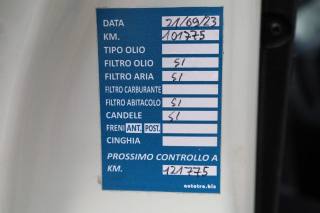 DATA 21/09/23
KM. 101775
TIPO OLIO
FILTRO OLIO SI
FILTRO ARIA SI
FILTRO CARBURANTE
FILTRO ABITACOLO SI
CANDELE SI
FRENI ANT. POST.
CINGHIA
PROSSIMO CONTROLLO A
KM. 121775